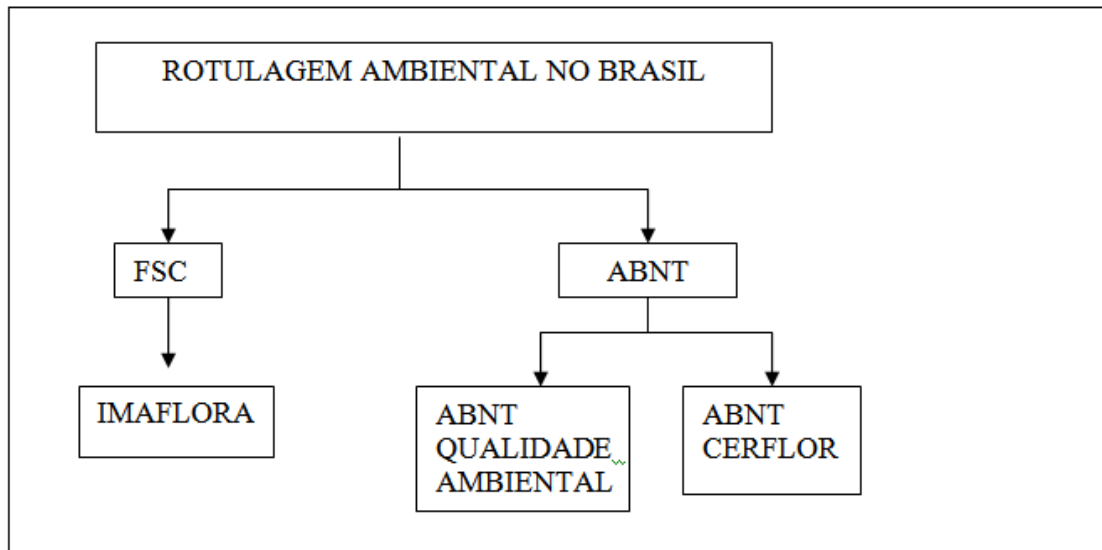 ROTULAGEM AMBIENTAL NO BRASIL
FSC
ABNT
IMAFLORA
ABNT
QUALIDADE
AMBIENTAL
ABNT
CERFLOR